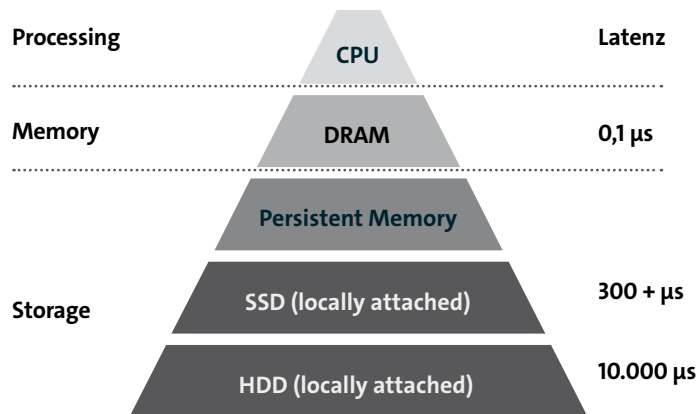 Processing
CPU
Latenz
Memory
DRAM
0,1 µs
Persistent Memory
Storage
SSD (locally attached)
300 + µs
HDD (locally attached)
10.000 µs